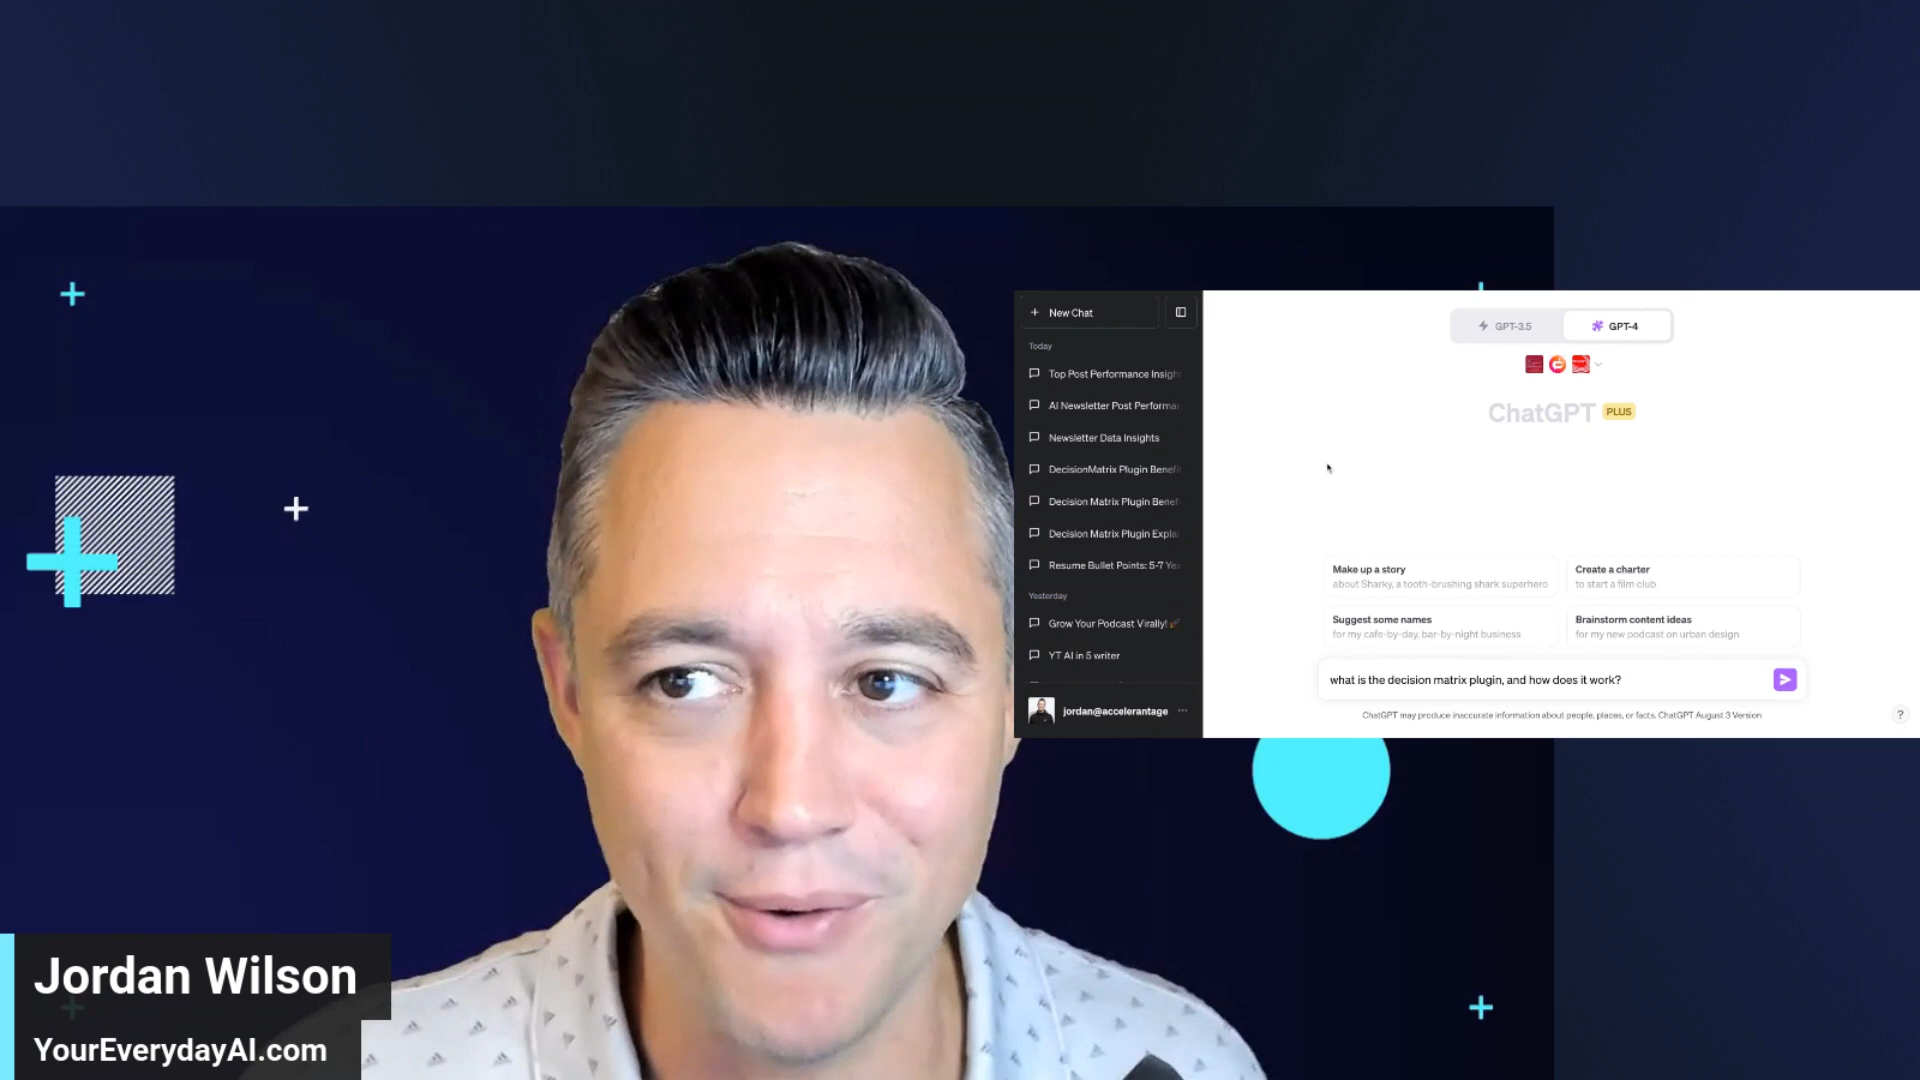 New Chat
Today
Top Post Performance Insigh
AI Newsletter Post Performa
Newsletter Data Insights
DecisionMatrix Plugin Benefi
Decision Matrix Plugin Benef
Decision Matrix Plugin Expla
Resume Bullet Points: 5-7 Ye
Yesterday
Grow Your Podcast Virally! 🚀
YT AI in 5 writer
jordan@accelerantage
GPT-3.5
GPT-4
ChatGPT PLUS
Make up a story
about Sharky, a tooth-brushing shark superhero
Create a charter
to start a film club
Suggest some names
for my cafe-by-day, bar-by-night business
Brainstorm content ideas
for my new podcast on urban design
what is the decision matrix plugin, and how does it work?
ChatGPT may produce inaccurate information about people, places, or facts. ChatGPT August 3 Version
?
Jordan Wilson
YourEverydayAI.com